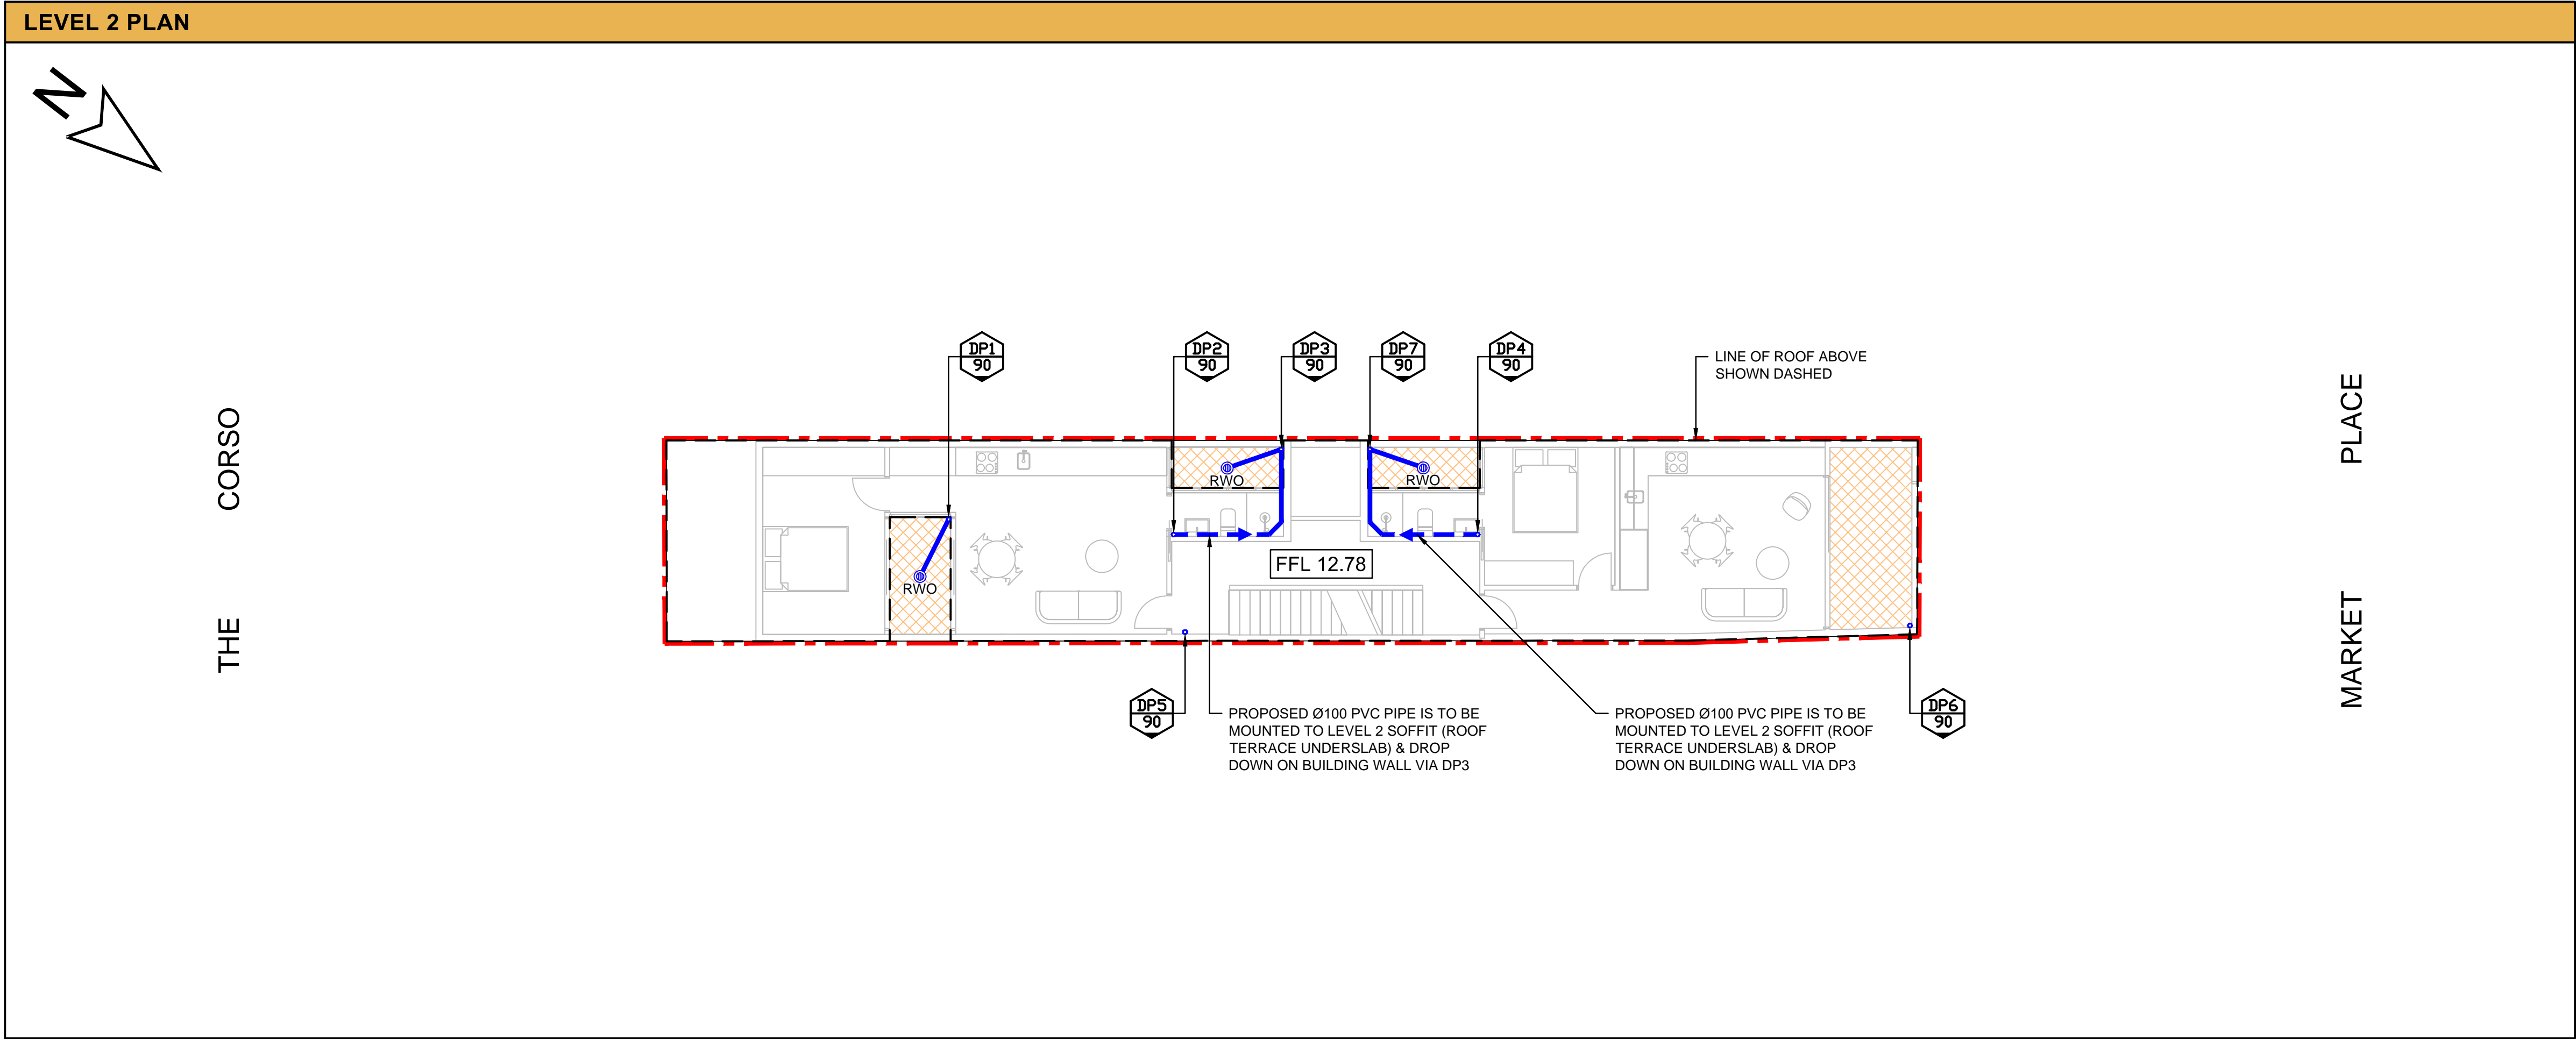 LEVEL 2 PLAN
N
DP1
90
DP2
90
DP3
90
DP7
90
DP4
90
LINE OF ROOF ABOVE
SHOWN DASHED
THE CORSO
MARKET PLACE
RWO
RWO
RWO
FFL 12.78
DP5
90
PROPOSED Ø100 PVC PIPE IS TO BE
MOUNTED TO LEVEL 2 SOFFIT (ROOF
TERRACE UNDERSLAB) & DROP
DOWN ON BUILDING WALL VIA DP3
PROPOSED Ø100 PVC PIPE IS TO BE
MOUNTED TO LEVEL 2 SOFFIT (ROOF
TERRACE UNDERSLAB) & DROP
DOWN ON BUILDING WALL VIA DP3
DP6
90